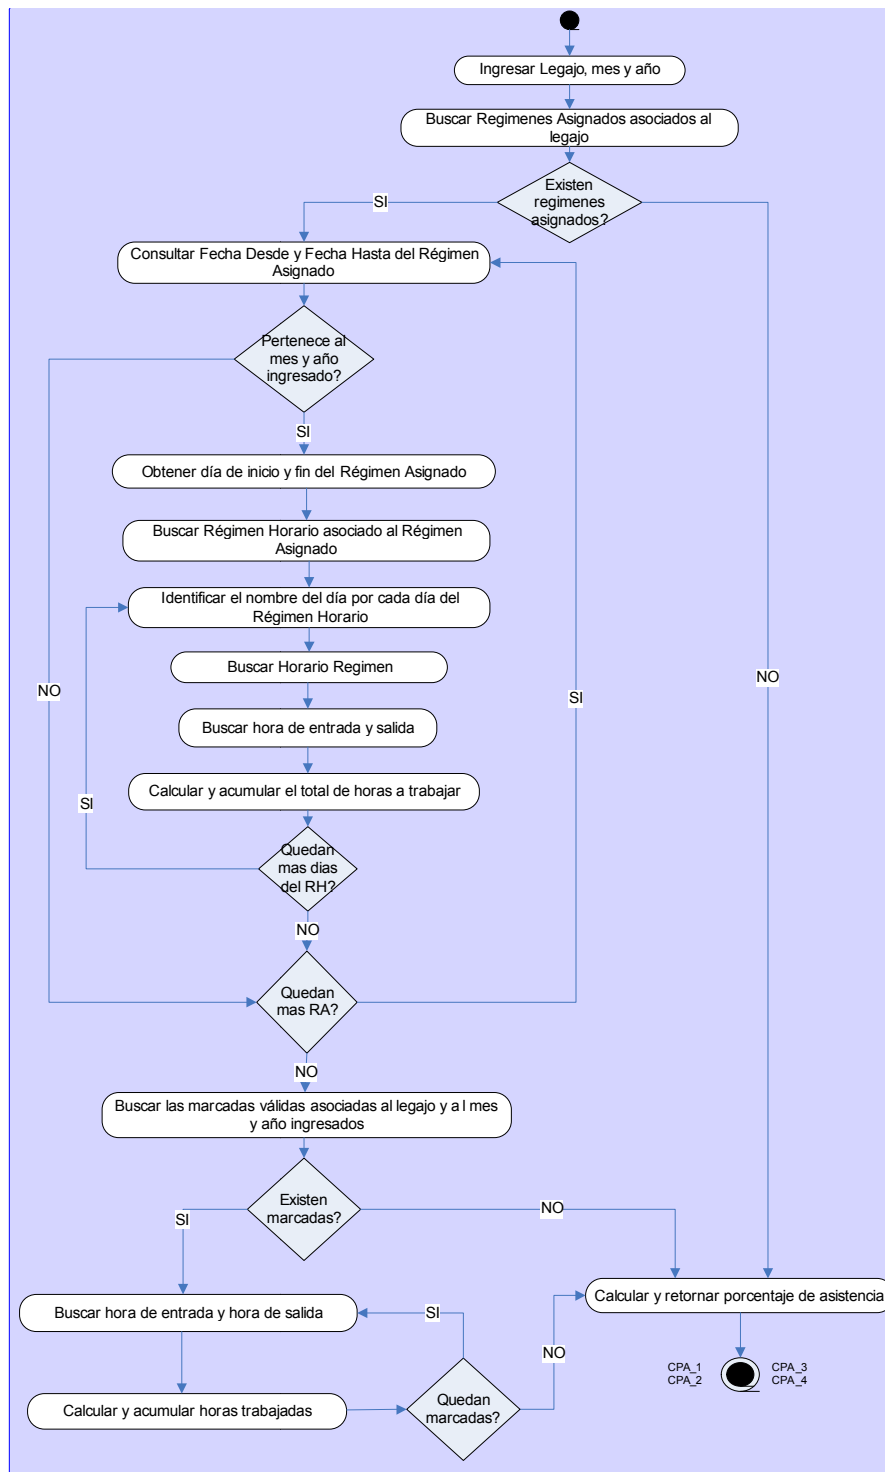 Ingresar Legajo, mes y año
Buscar Regimenes Asignados asociados al
legajo
Existen
regimenes
asignados?
SI
Consultar Fecha Desde y Fecha Hasta del Régimen
Asignado
Pertenece al
mes y año
ingresado?
SI
Obtener día de inicio y fin del Régimen Asignado
Buscar Régimen Horario asociado al Régimen
Asignado
Identificar el nombre del día por cada día del
Régimen Horario
Buscar Horario Regimen
NO
SI
NO
Buscar hora de entrada y salida
Calcular y acumular el total de horas a trabajar
SI
Quedan
mas dias
del RH?
NO
Quedan
mas RA?
NO
Buscar las marcadas válidas asociadas al legajo y a l mes
y año ingresados
Existen
marcadas?
SI
NO
Buscar hora de entrada y hora de salida
SI
Calcular y retornar porcentaje de asistencia
NO
Calcular y acumular horas trabajadas
Quedan
marcadas?
CPA_1
CPA_2
CPA_3
CPA_4